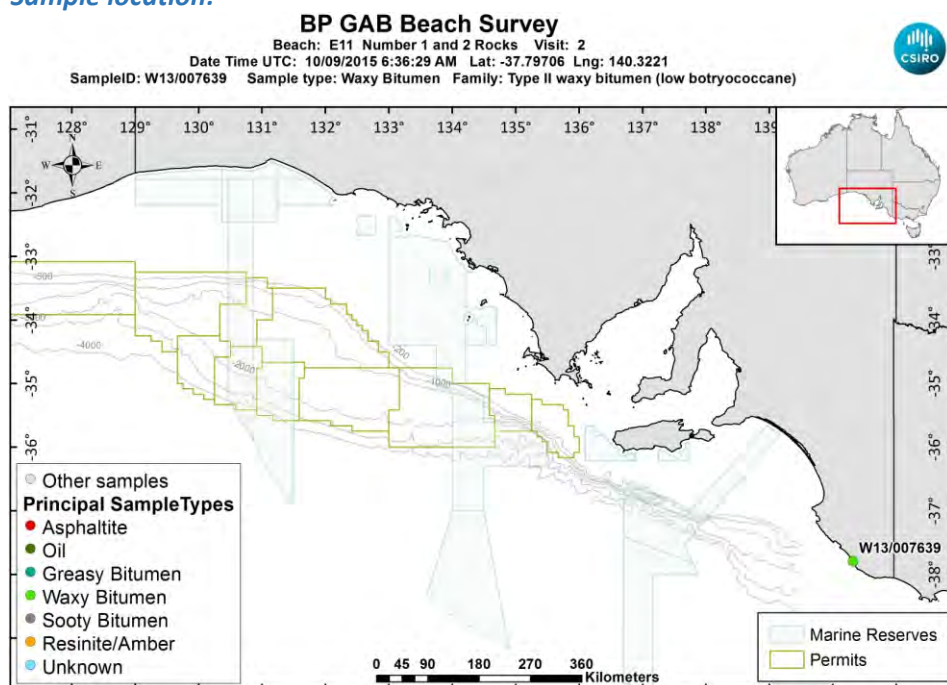 Sample location:
BP GAB Beach Survey
Beach: E11 Number 1 and 2 Rocks Visit: 2
Date Time UTC: 10/09/2015 6:36:29 AM Lat: -37.79706 Lng: 140.3221
SampleID: W13/007639 Sample type: Waxy Bitumen Family: Type II waxy bitumen (low botryococcane)
CSIRO
128° 129° 130° 131° 132° 133° 134° 135° 136° 137° 138° 139
-31°
-32°
-33°
-34°
-35°
-36°
-37°
-38°
N
W E
S
-33°
-34°
-35°
-36°
-37°
-38°
-200
-1000
-2000
-4000
W13/007639
Other samples
Principal SampleTypes
Asphaltite
Oil
Greasy Bitumen
Waxy Bitumen
Sooty Bitumen
Resinite/Amber
Unknown
0 45 90 180 270 360
Kilometers
Marine Reserves
Permits